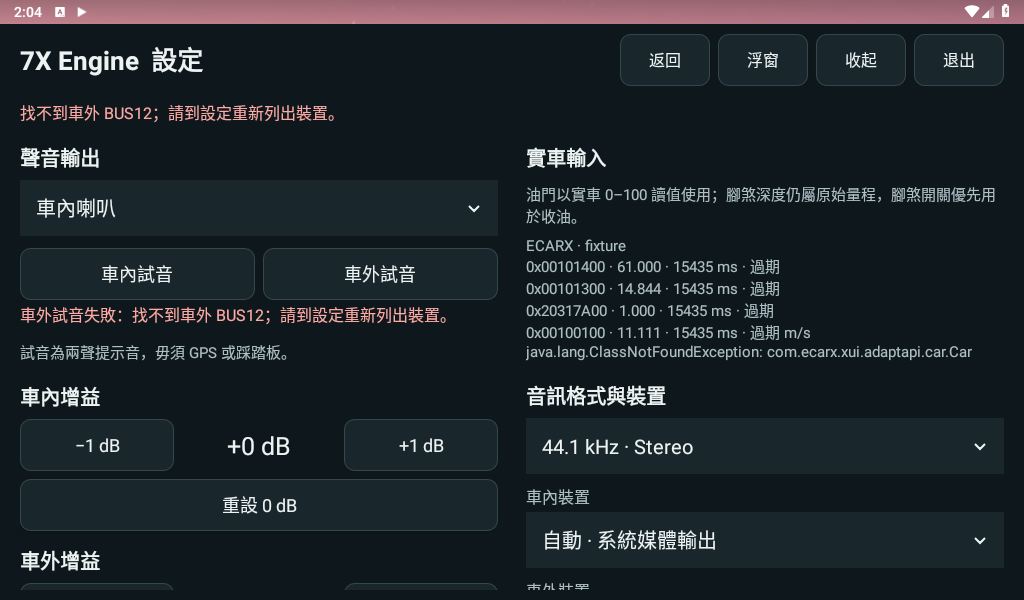 2:04
7X Engine 設定
返回
浮窗
收起
退出
找不到車外 BUS12；請到設定重新列出裝置。
聲音輸出
車內喇叭
車內試音
車外試音
車外試音失敗：找不到車外 BUS12；請到設定重新列出裝置。
試音為兩聲提示音，毋須 GPS 或踩踏板。
車內增益
−1 dB
+0 dB
+1 dB
重設 0 dB
車外增益
實車輸入
油門以實車 0–100 讀值使用；腳煞深度仍屬原始量程，腳煞開關優先用
於收油。
ECARX · fixture
0x00101400 · 61.000 · 15435 ms · 過期
0x00101300 · 14.844 · 15435 ms · 過期
0x20317A00 · 1.000 · 15435 ms · 過期
0x00100100 · 11.111 · 15435 ms · 過期 m/s
java.lang.ClassNotFoundException: com.ecarx.xui.adaptapi.car.Car
音訊格式與裝置
44.1 kHz · Stereo
車內裝置
自動 · 系統媒體輸出
車外裝置